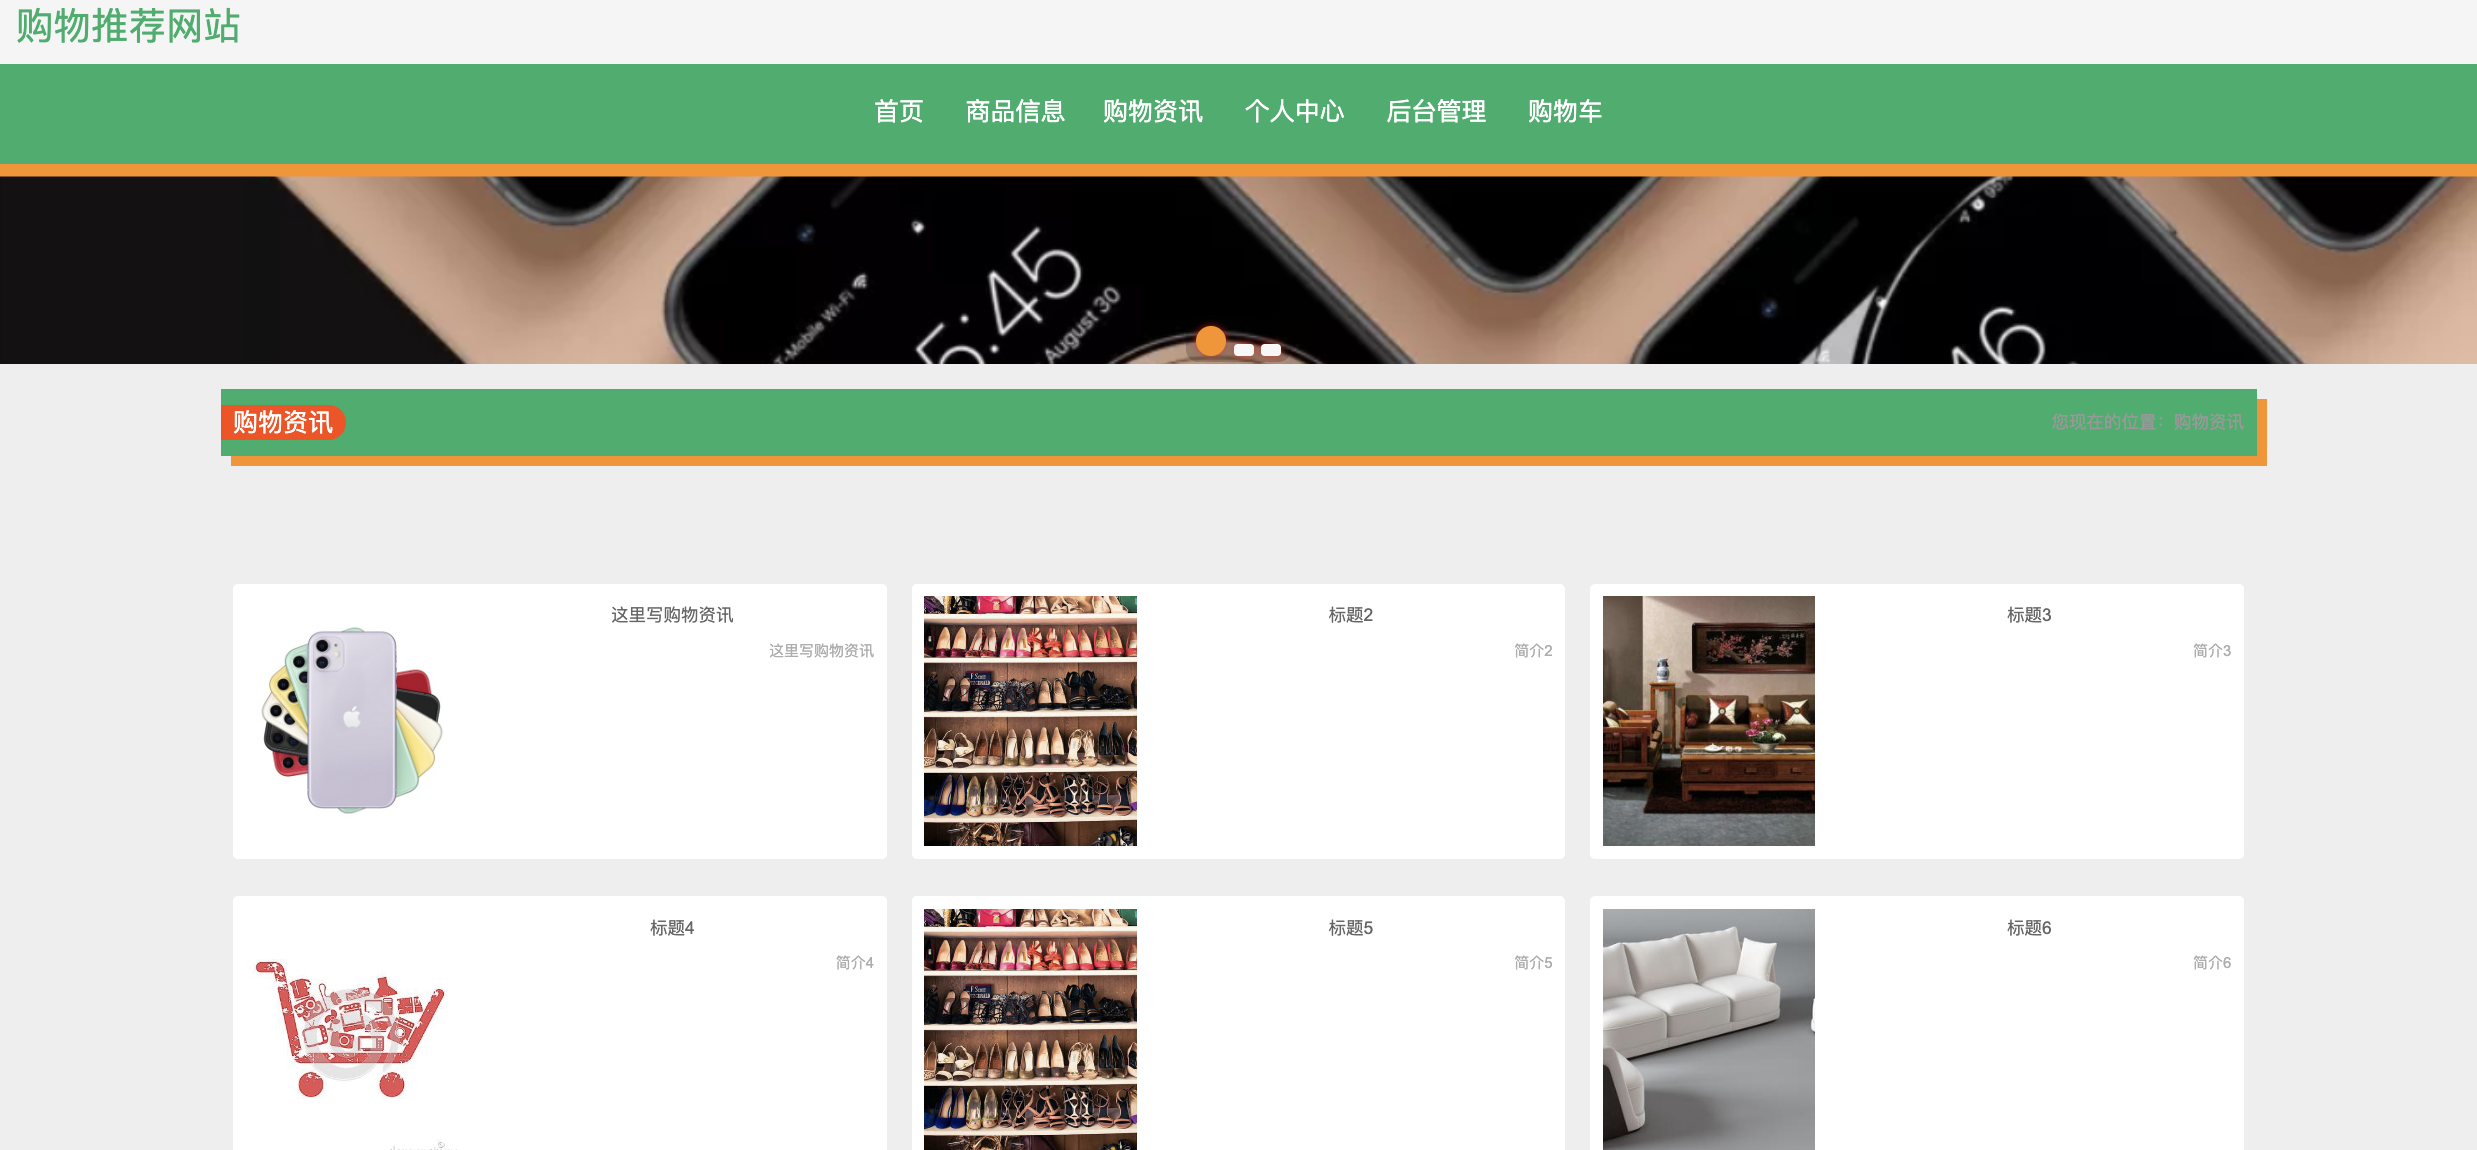 购物推荐网站
首页 商品信息 购物资讯 个人中心 后台管理 购物车
95%
T-Mobile Wi-Fi
5:45
August 30
46
购物资讯
您现在的位置：购物资讯
这里写购物资讯
这里写购物资讯
标题2
简介2
标题3
简介3
标题4
简介4
标题5
简介5
标题6
简介6